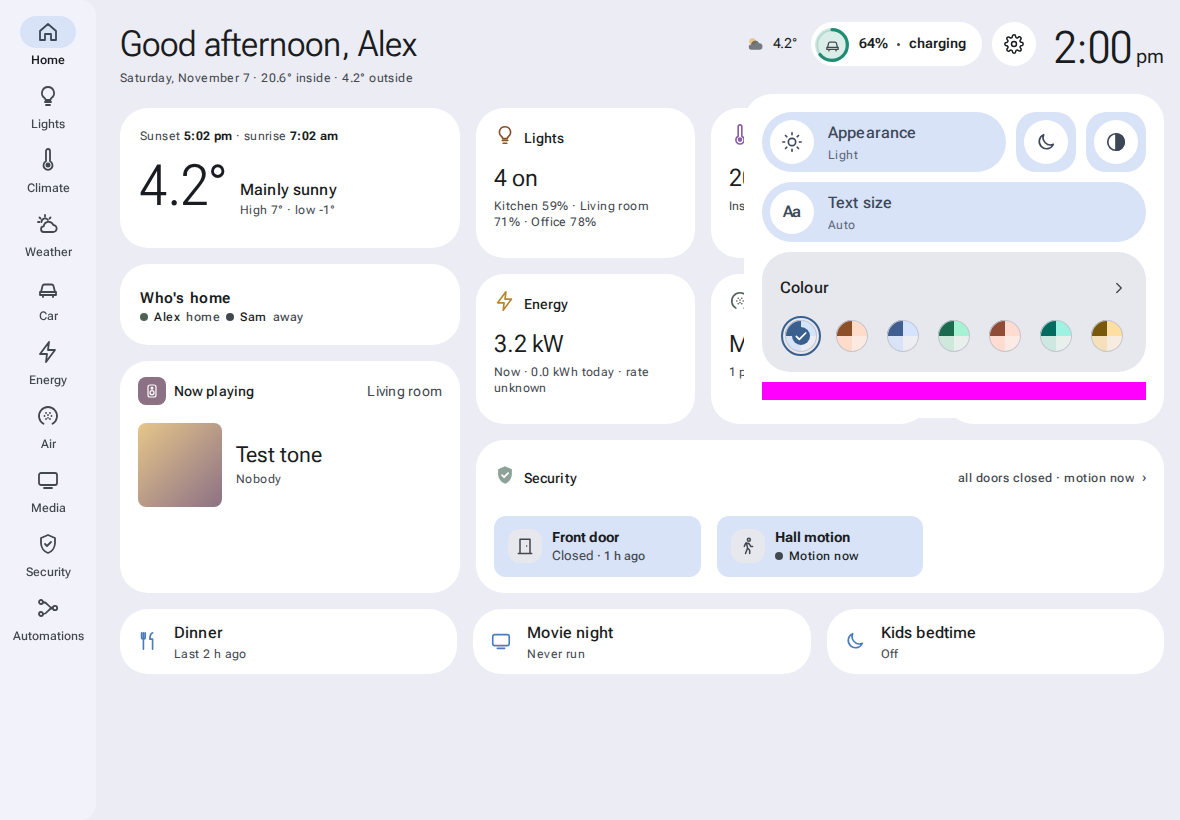 Good afternoon, Alex
Saturday, November 7 · 20.6° inside · 4.2° outside
4.2°
64% · charging
2:00 pm
Home
Lights
Climate
Weather
Car
Energy
Air
Media
Security
Automations
Sunset 5:02 pm · sunrise 7:02 am
4.2°
Mainly sunny
High 7° · low -1°
Who's home
Alex home Sam away
Now playing
Living room
Test tone
Nobody
Lights
4 on
Kitchen 59% · Living room
71% · Office 78%
Energy
3.2 kW
Now · 0.0 kWh today · rate
unknown
Appearance
Light
Aa
Text size
Auto
Colour
Security
all doors closed · motion now ›
Front door
Closed · 1 h ago
Hall motion
Motion now
Dinner
Last 2 h ago
Movie night
Never run
Kids bedtime
Off